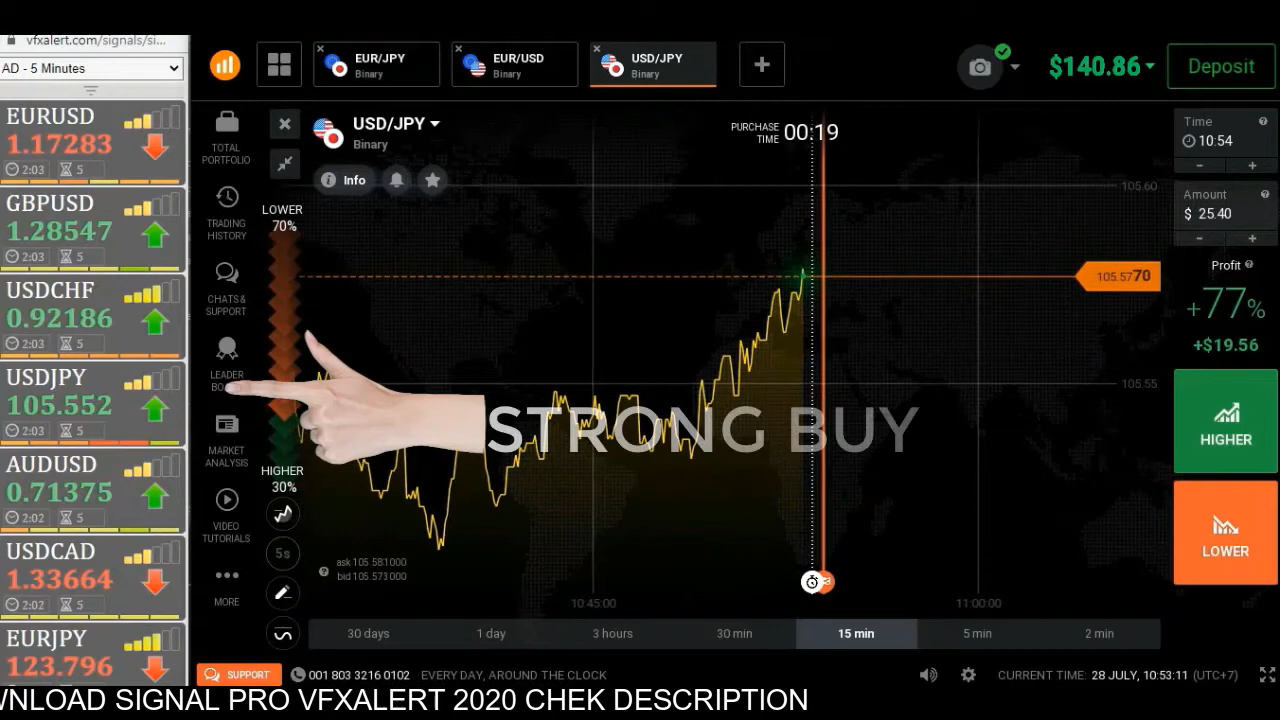 vfxalert.com/signals/si...
AD - 5 Minutes
EURUSD
1.17283
2:03 5
GBPUSD
1.28547
2:03 5
USDCHF
0.92186
2:03 5
USDJPY
105.552
2:03 5
AUDUSD
0.71375
2:02 5
USDCAD
1.33664
2:02 5
EURJPY
123.796
EUR/JPY
Binary
EUR/USD
Binary
USD/JPY
Binary
+
$140.86
Deposit
TOTAL
PORTFOLIO
TRADING
HISTORY
CHATS &
SUPPORT
LEADER
MARKET
ANALYSIS
VIDEO
TUTORIALS
MORE
USD/JPY
Binary
Info
LOWER
70%
HIGHER
30%
5s
PURCHASE
TIME 00:19
105.60
105.5770
105.55
STRONG BUY
ask 105.581000
bid 105.573000
10:45:00
11:00:00
30 days 1 day 3 hours 30 min 15 min 5 min 2 min
Time
10:54
- +
Amount
$ 25.40
- +
Profit
+77%
+$19.56
HIGHER
LOWER
SUPPORT
001 803 3216 0102 EVERY DAY, AROUND THE CLOCK
CURRENT TIME: 28 JULY, 10:53:11 (UTC+7)
WNLOAD SIGNAL PRO VFXALERT 2020 CHEK DESCRIPTION